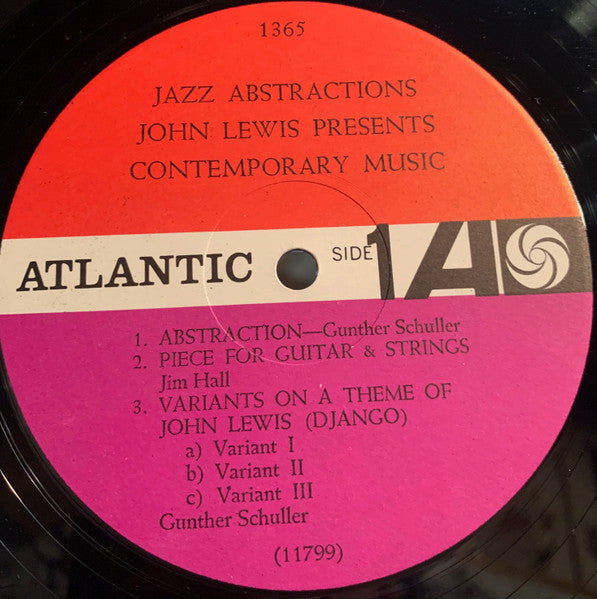 1365
JAZZ ABSTRACTIONS
JOHN LEWIS PRESENTS
CONTEMPORARY MUSIC
ATLANTIC SIDE 1 A
1. ABSTRACTION—Gunther Schuller
2. PIECE FOR GUITAR & STRINGS
Jim Hall
3. VARIANTS ON A THEME OF
JOHN LEWIS (DJANGO)
a) Variant I
b) Variant II
c) Variant III
Gunther Schuller
(11799)